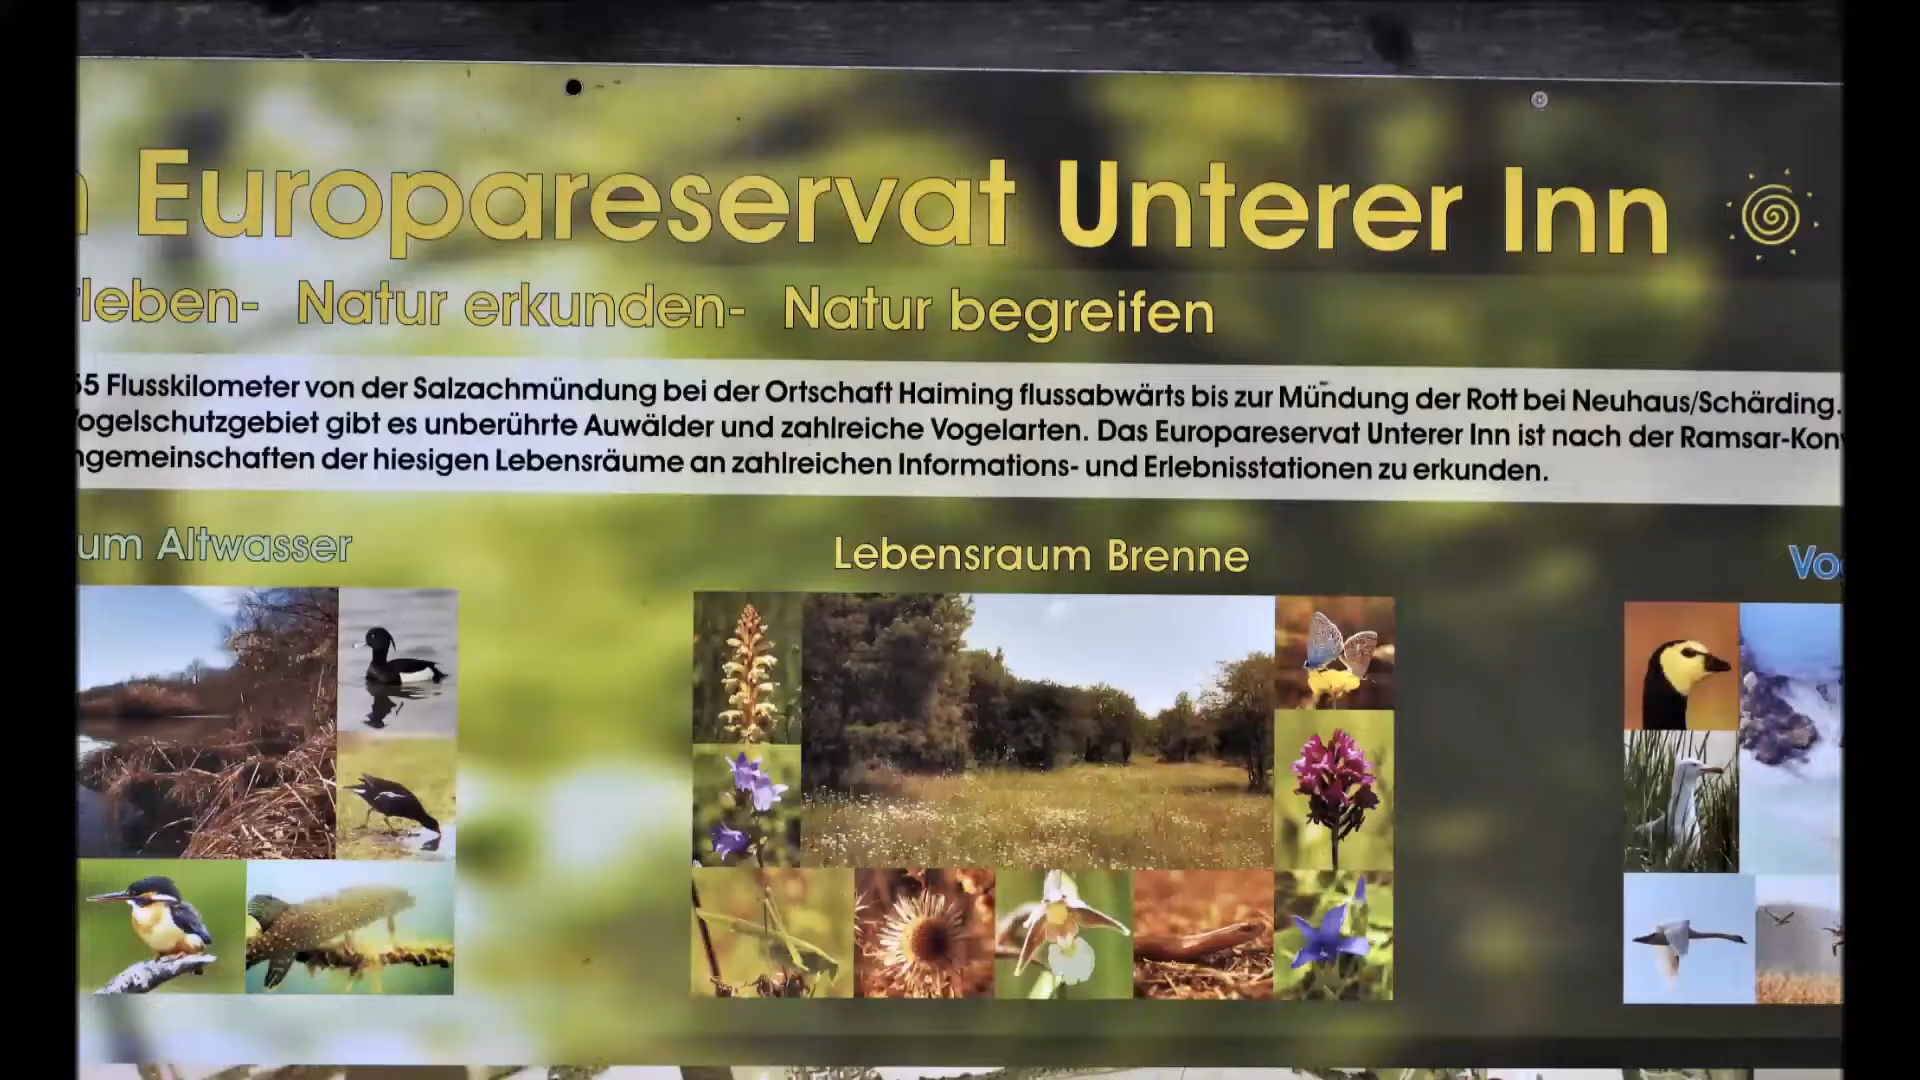 Europareservat Unterer Inn
leben- Natur erkunden- Natur begreifen
55 Flusskilometer von der Salzachmündung bei der Ortschaft Haiming flussabwärts bis zur Mündung der Rott bei Neuhaus/Schärding.
ogelschutzgebiet gibt es unberührte Auwälder und zahlreiche Vogelarten. Das Europareservat Unterer Inn ist nach der Ramsar-Kon
ngemeinschaften der hiesigen Lebensräume an zahlreichen Informations- und Erlebnisstationen zu erkunden.
um Altwasser
Lebensraum Brenne
Vo